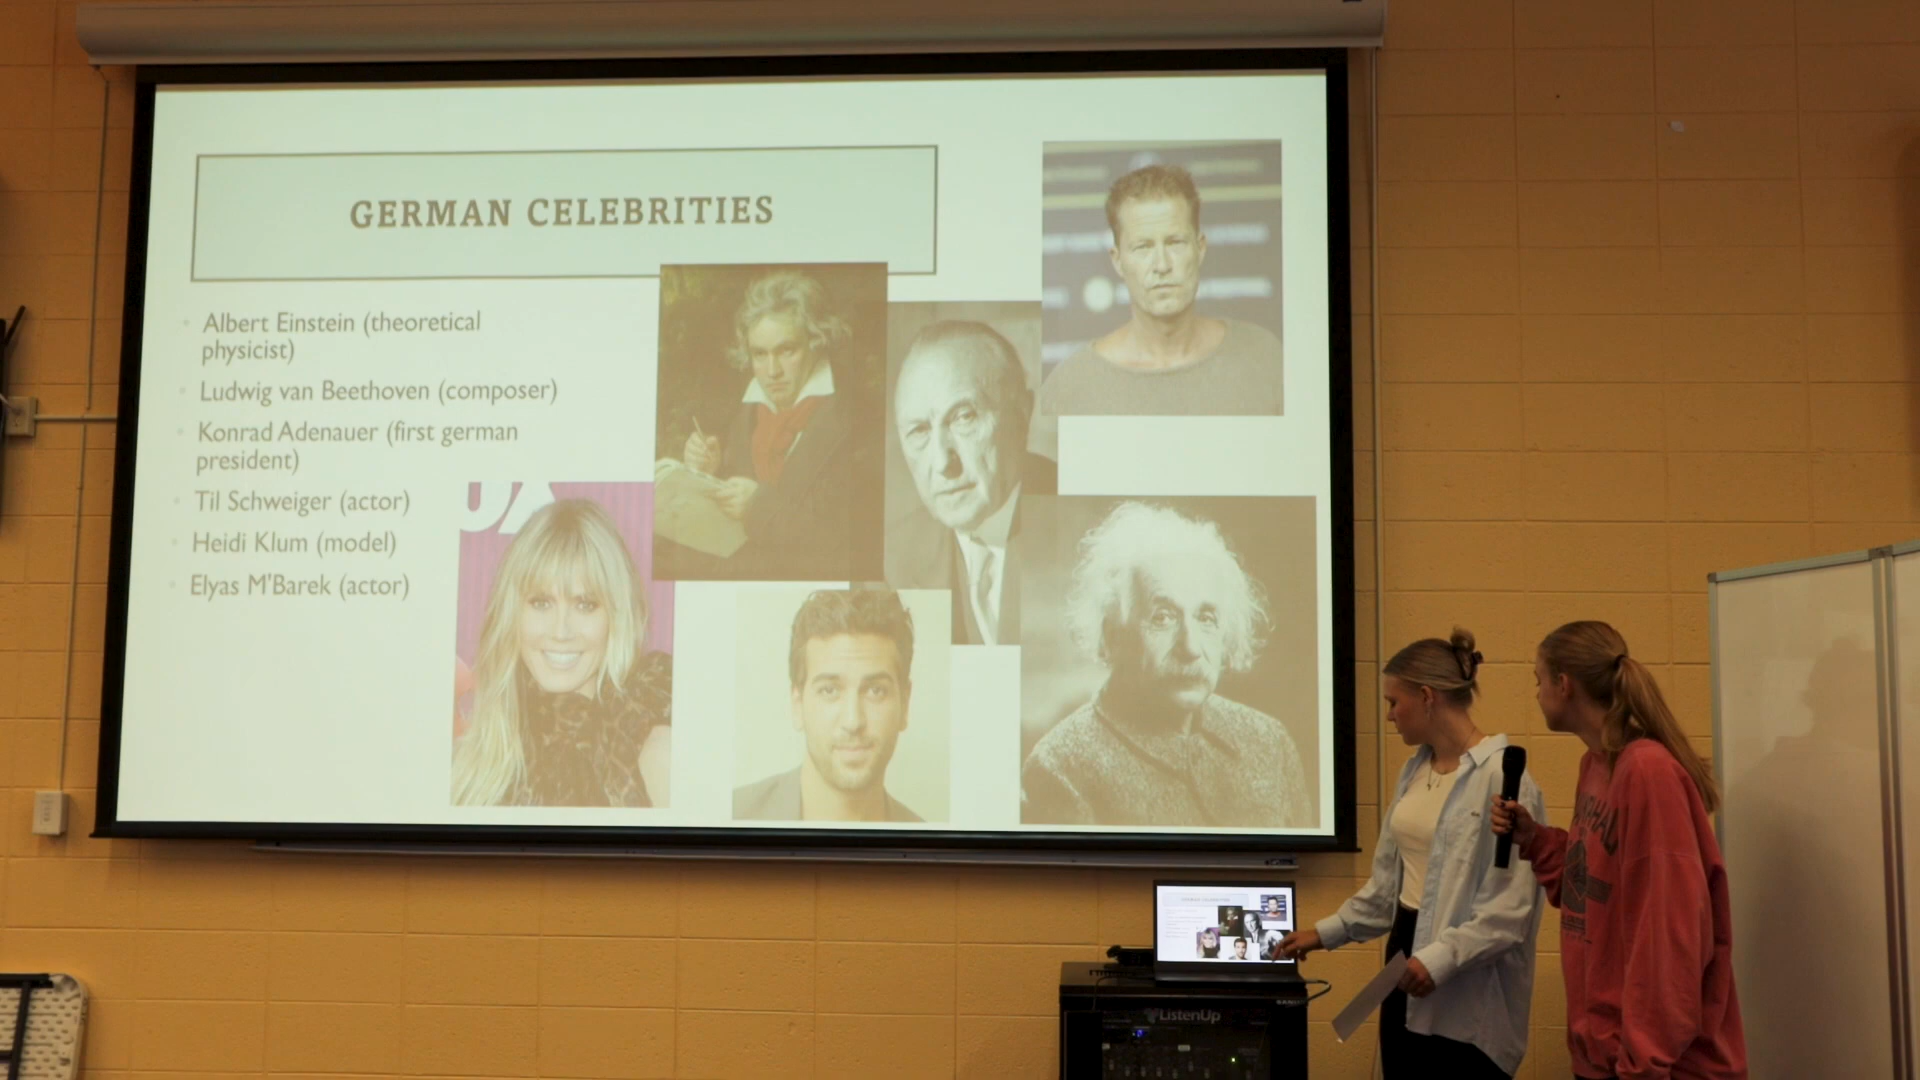 GERMAN CELEBRITIES
Albert Einstein (theoretical
physicist)
Ludwig van Beethoven (composer)
Konrad Adenauer (first german
president)
Til Schweiger (actor)
Heidi Klum (model)
Elyas M'Barek (actor)
ListenUp